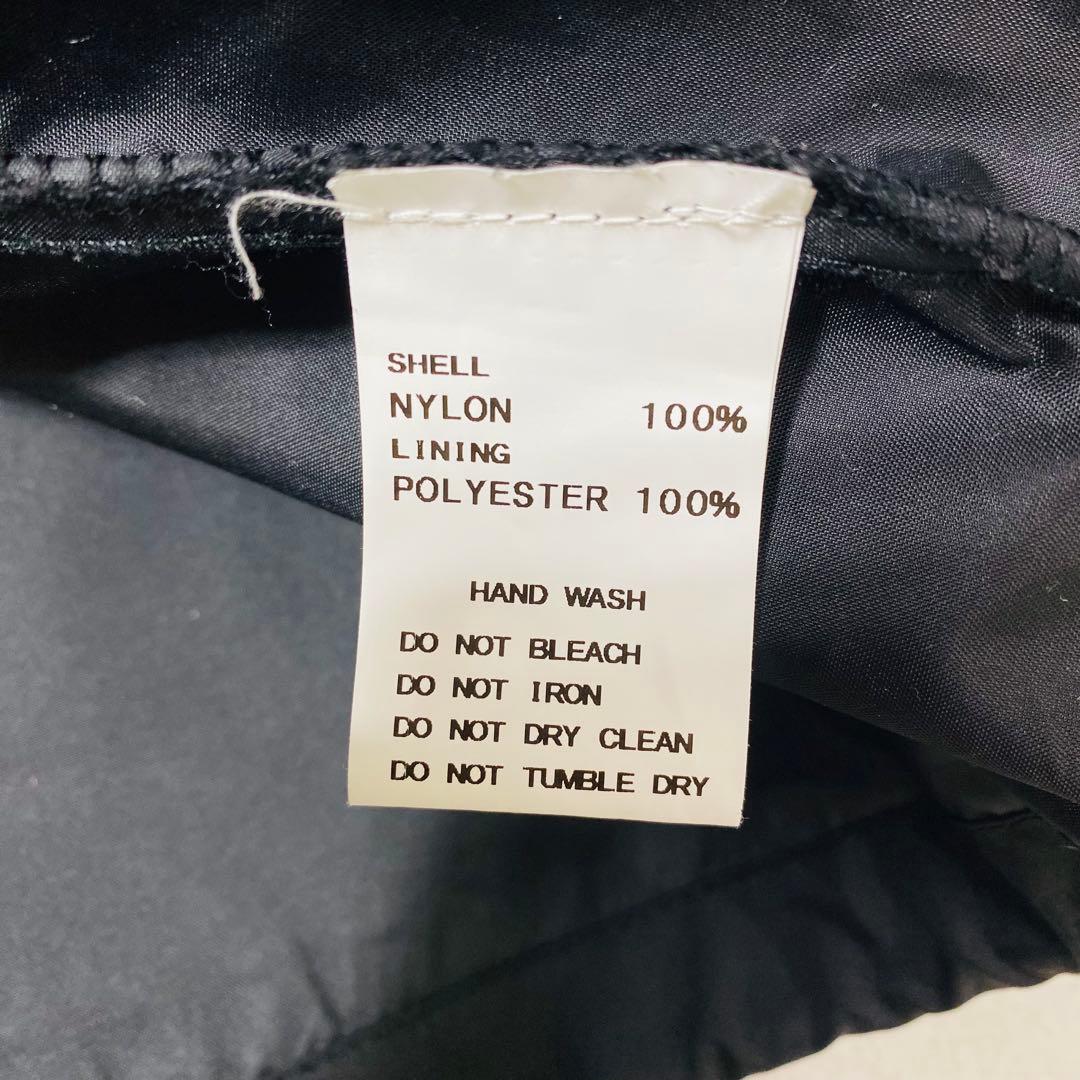 SHELL
NYLON 100%
LINING
POLYESTER 100%
HAND WASH
DO NOT BLEACH
DO NOT IRON
DO NOT DRY CLEAN
DO NOT TUMBLE DRY